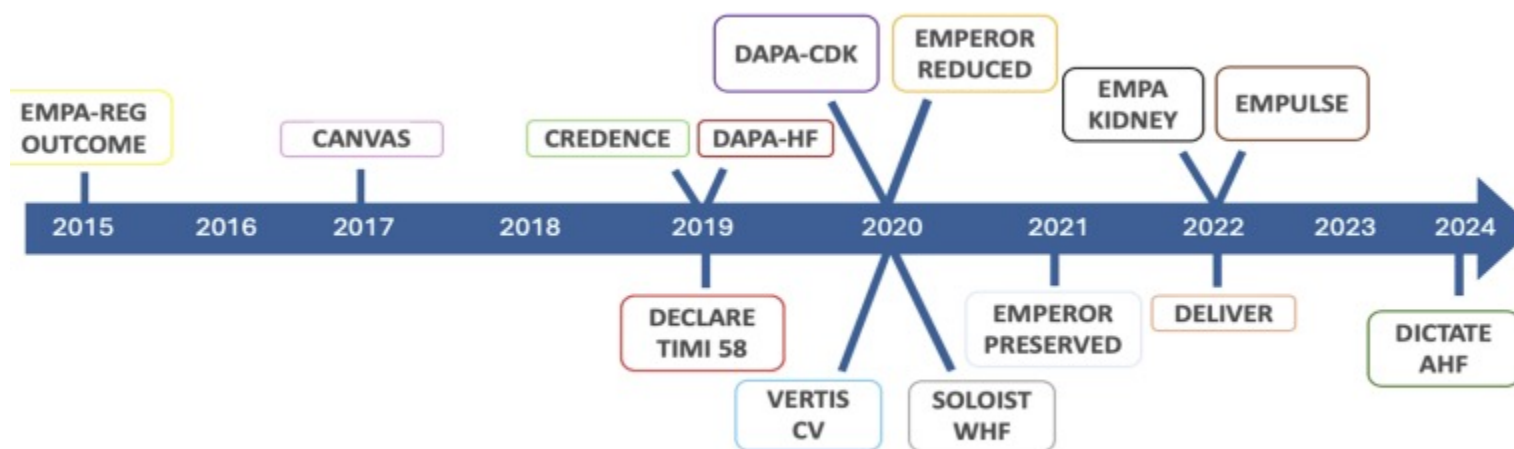 DAPA-CDK
EMPEROR
REDUCED
EMPA-REG
OUTCOME
CANVAS
CREDENCE
DAPA-HF
EMPA
KIDNEY
EMPULSE
2015 2016 2017 2018 2019 2020 2021 2022 2023 2024
DECLARE
TIMI 58
VERTIS
CV
SOLOIST
WHF
EMPEROR
PRESERVED
DELIVER
DICTATE
AHF